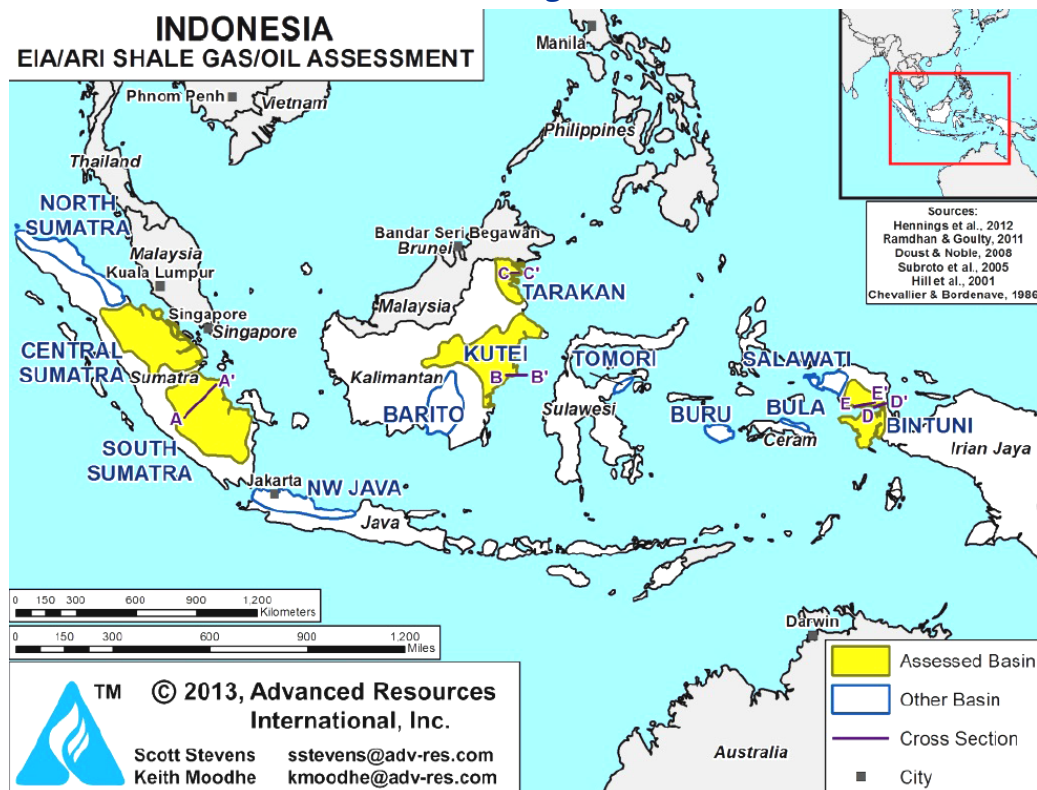 INDONESIA
EIA/ARI SHALE GAS/OIL ASSESSMENT
Manila
Phnom Penh
Vietnam
Philippines
Thailand
NORTH
SUMATRA
Malaysia
Kuala Lumpur
Singapore
Singapore
CENTRAL
SUMATRA
Sumatra
A'
A
SOUTH
SUMATRA
Jakarta
NW JAVA
Java
Bandar Seri Begawan
Brunei
Malaysia
C C'
TARAKAN
KUTEI
B B'
Kalimantan
BARITO
TOMORI
Sulawesi
BURU
SALAWATI
BULA
Ceram
E E'
D D'
BINTUNI
Irian Jaya
Sources:
Hennings et al., 2012
Ramdhan & Goulty, 2011
Doust & Noble, 2008
Subroto et al., 2005
Hill et al., 2001
Chevallier & Bordenave, 1986
0 150 300 600 900 1,200
Kilometers
0 150 300 600 900 1,200
Miles
Darwin
Australia
TM
© 2013, Advanced Resources
International, Inc.
Scott Stevens sstevens@adv-res.com
Keith Moodhe kmoodhe@adv-res.com
Assessed Basin
Other Basin
Cross Section
City